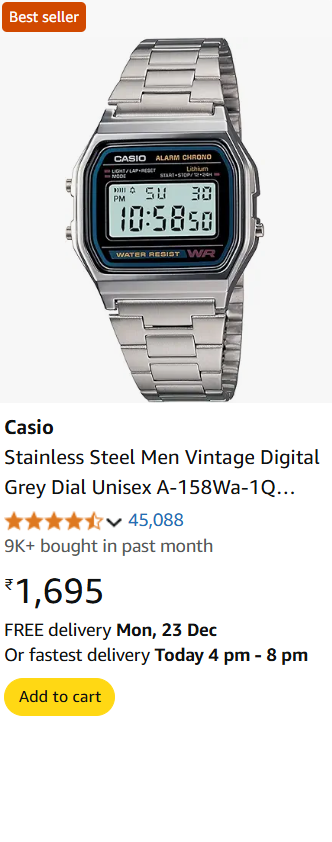 Best seller
CASIO ALARM CHRONO
Lithium
LIGHT/LAP•RESET
MODE START•STOP/12•24H
PM SU 30
10:58 50
WATER RESIST WR
Casio
Stainless Steel Men Vintage Digital
Grey Dial Unisex A-158Wa-1Q…
45,088
9K+ bought in past month
₹1,695
FREE delivery Mon, 23 Dec
Or fastest delivery Today 4 pm - 8 pm
Add to cart